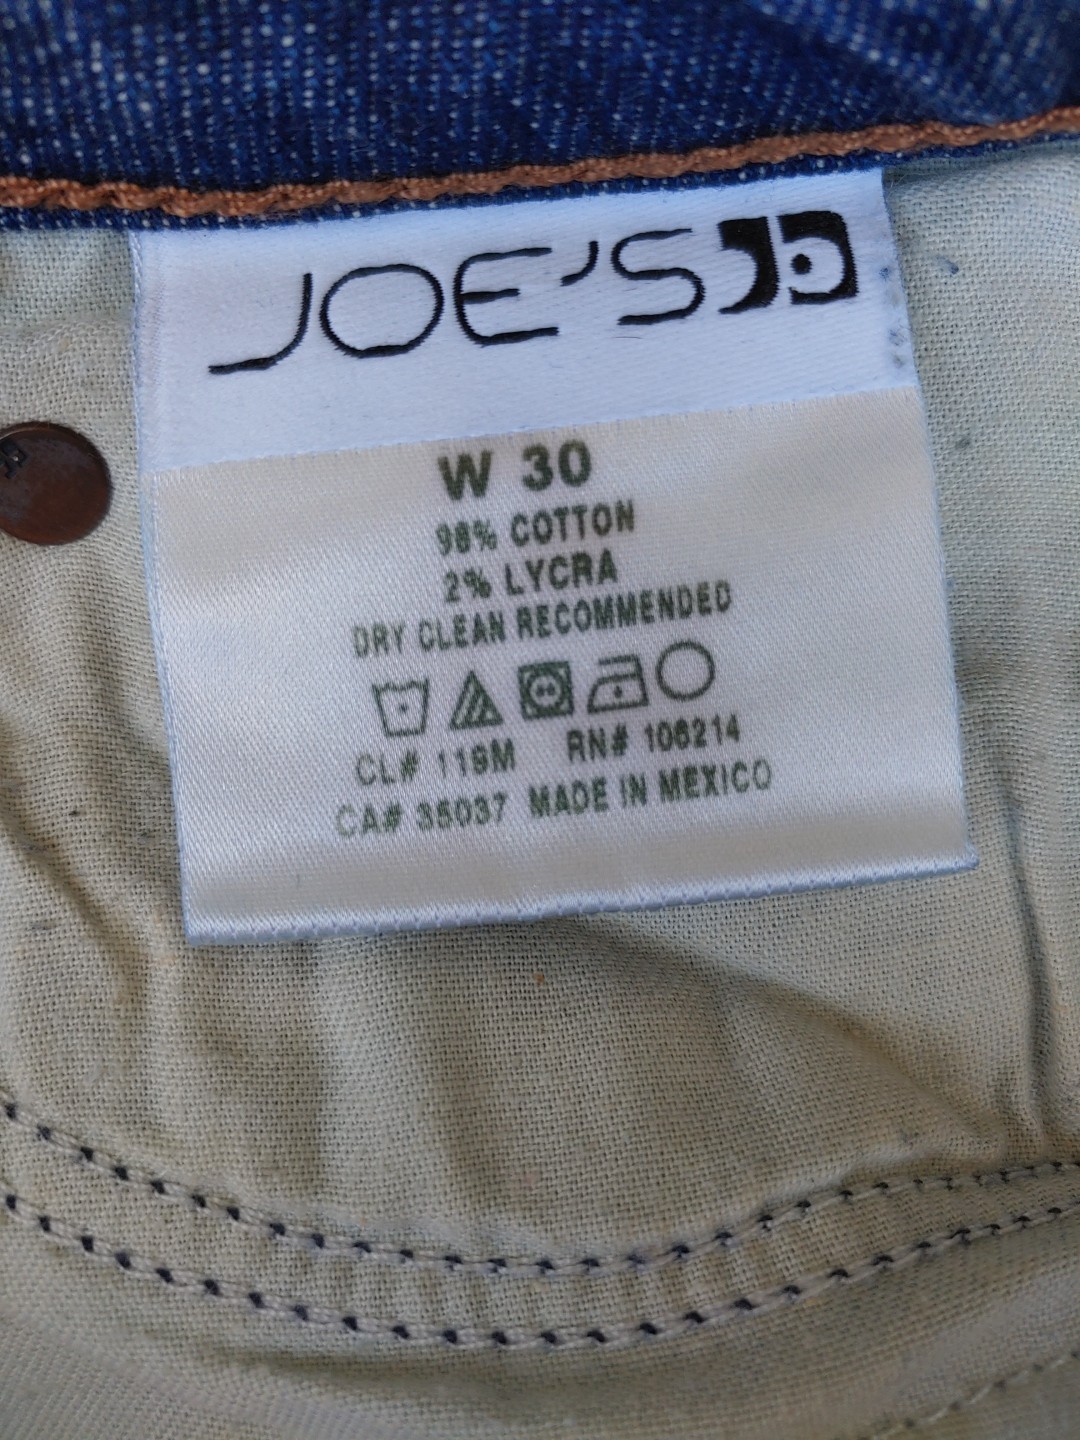 JOE'S
W 30
98% COTTON
2% LYCRA
DRY CLEAN RECOMMENDED
CL# 119M RN# 106214
CA# 35037 MADE IN MEXICO